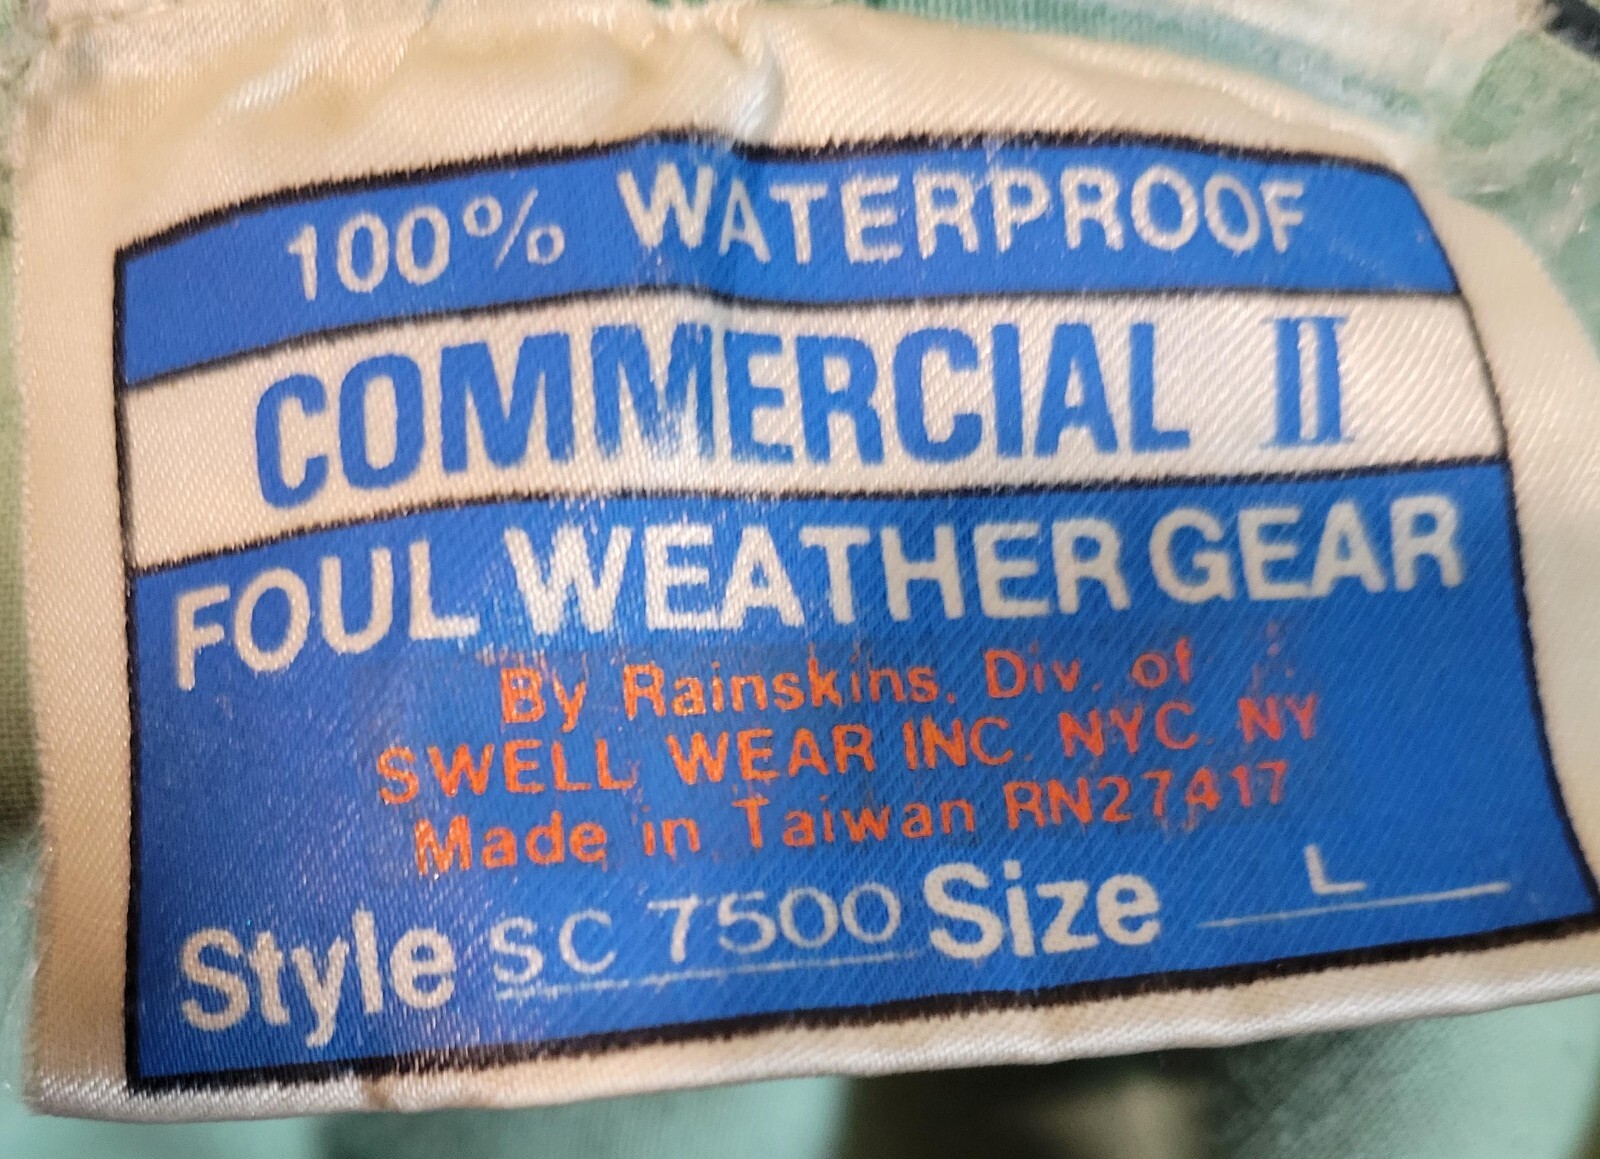 100% WATERPROOF
COMMERCIAL II
FOUL WEATHER GEAR
By Rainskins, Div. of
SWELL WEAR INC. NYC. NY
Made in Taiwan RN27417
Style SC 7500 Size L